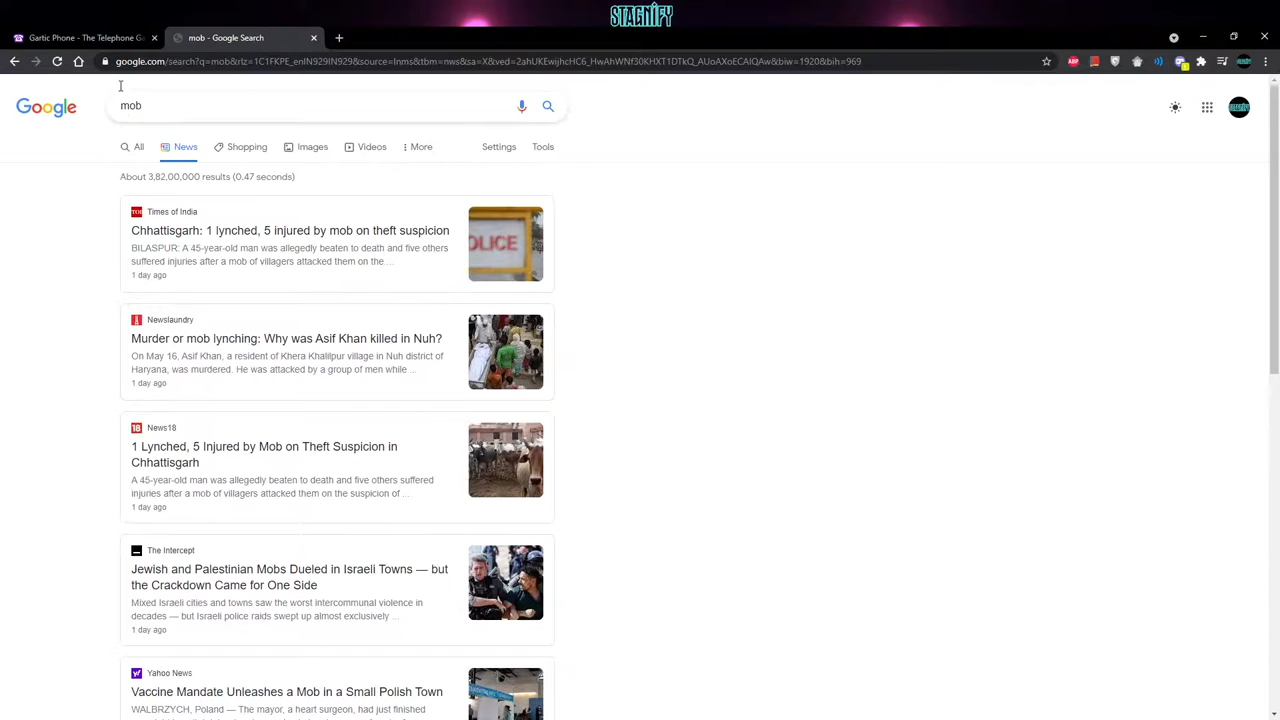 STAGNIFY
Gartic Phone - The Telephone Ga
mob - Google Search
google.com/search?q=mob&rlz=1C1FKPE_enIN929IN929&source=lnms&tbm=nws&sa=X&ved=2ahUKEwijhcHC6_HwAhWNf30KHXT1DTkQ_AUoAXoECAIQAw&biw=1920&bih=969
Google
mob
All News Shopping Images Videos More Settings Tools
About 3,82,00,000 results (0.47 seconds)
Times of India
Chhattisgarh: 1 lynched, 5 injured by mob on theft suspicion
BILASPUR: A 45-year-old man was allegedly beaten to death and five others
suffered injuries after a mob of villagers attacked them on the ...
1 day ago
OLICE
Newslaundry
Murder or mob lynching: Why was Asif Khan killed in Nuh?
On May 16, Asif Khan, a resident of Khera Khalilpur village in Nuh district of
Haryana, was murdered. He was attacked by a group of men while ...
1 day ago
18 News18
1 Lynched, 5 Injured by Mob on Theft Suspicion in
Chhattisgarh
A 45-year-old man was allegedly beaten to death and five others suffered
injuries after a mob of villagers attacked them on the suspicion of ...
1 day ago
The Intercept
Jewish and Palestinian Mobs Dueled in Israeli Towns — but
the Crackdown Came for One Side
Mixed Israeli cities and towns saw the worst intercommunal violence in
decades — but Israeli police raids swept up almost exclusively ...
1 day ago
Yahoo News
Vaccine Mandate Unleashes a Mob in a Small Polish Town
WALBRZYCH, Poland — The mayor, a heart surgeon, had just finished